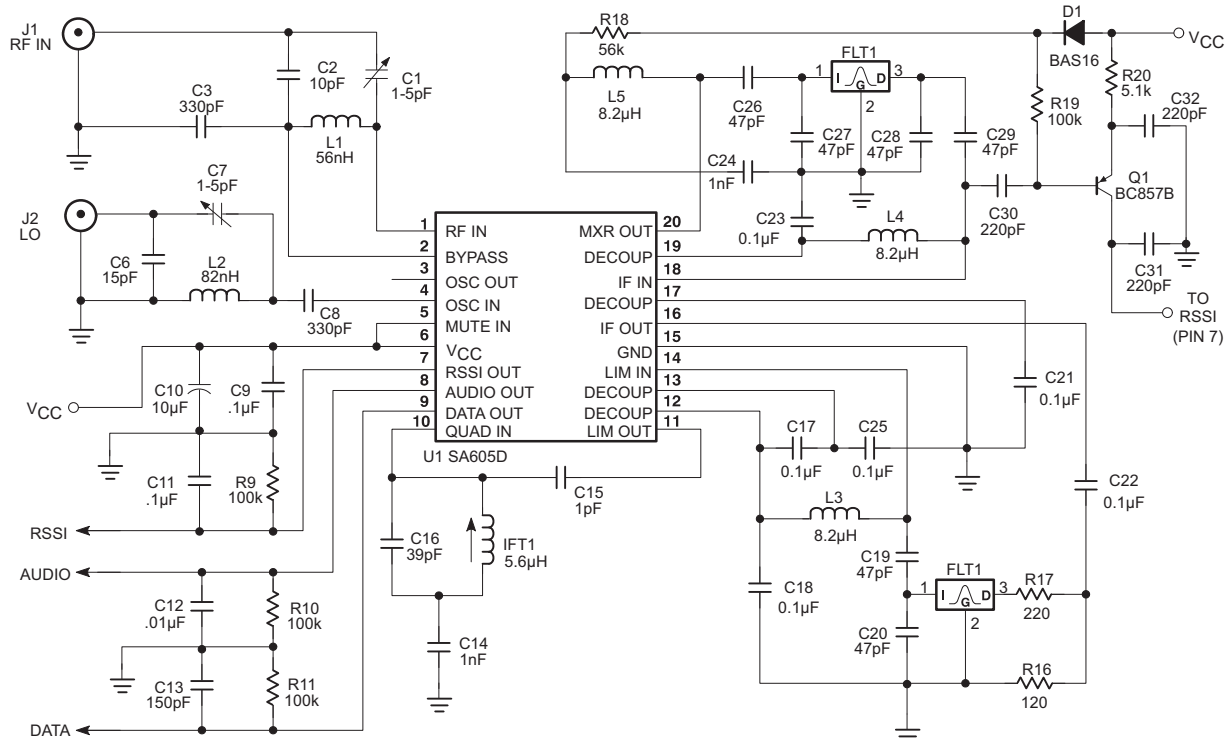 J1
RF IN
C3
330pF
C2
10pF
C1
1-5pF
L1
56nH
J2
LO
C7
1-5pF
C6
15pF
L2
82nH
C8
330pF
VCC
C10
10µF
C9
.1µF
C11
.1µF
R9
100k
RSSI
AUDIO
C12
.01µF
R10
100k
C13
150pF
R11
100k
DATA
1
RF IN
2
BYPASS
3
OSC OUT
4
OSC IN
5
MUTE IN
6
VCC
7
RSSI OUT
8
AUDIO OUT
9
DATA OUT
10
QUAD IN
20
MXR OUT
19
DECOUP
18
IF IN
17
DECOUP
16
IF OUT
15
GND
14
LIM IN
13
DECOUP
12
DECOUP
11
LIM OUT
U1 SA605D
C15
1pF
C16
39pF
IFT1
5.6µH
C14
1nF
R18
56k
L5
8.2µH
C26
47pF
FLT1
1
I
G
D
3
2
C27
47pF
C28
47pF
C29
47pF
C24
1nF
C23
0.1µF
L4
8.2µH
C30
220pF
D1
BAS16
VCC
R19
100k
R20
5.1k
C32
220pF
Q1
BC857B
C31
220pF
TO
RSSI
(PIN 7)
C21
0.1µF
C17
0.1µF
C25
0.1µF
C22
0.1µF
L3
8.2µH
C18
0.1µF
C19
47pF
C20
47pF
FLT1
1
I
G
D
3
2
R17
220
R16
120